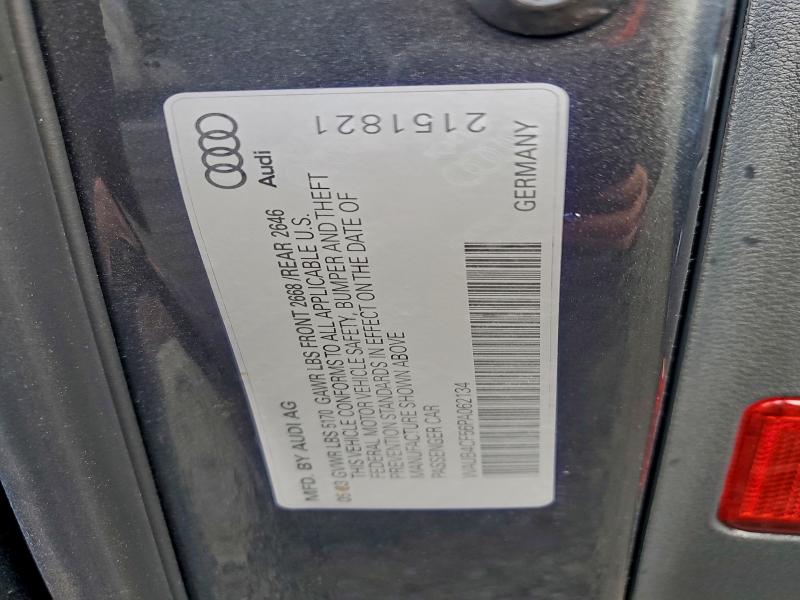 MFD. BY AUDI AG
Audi
GVWR LBS 5170 GAWR LBS FRONT 2668 /REAR 2646
THIS VEHICLE CONFORMS TO ALL APPLICABLE U.S.
FEDERAL MOTOR VEHICLE SAFETY, BUMPER AND THEFT
PREVENTION STANDARDS IN EFFECT ON THE DATE OF
MANUFACTURE SHOWN ABOVE
PASSENGER CAR
WAUB4CF56PA062134
GERMANY
2151821